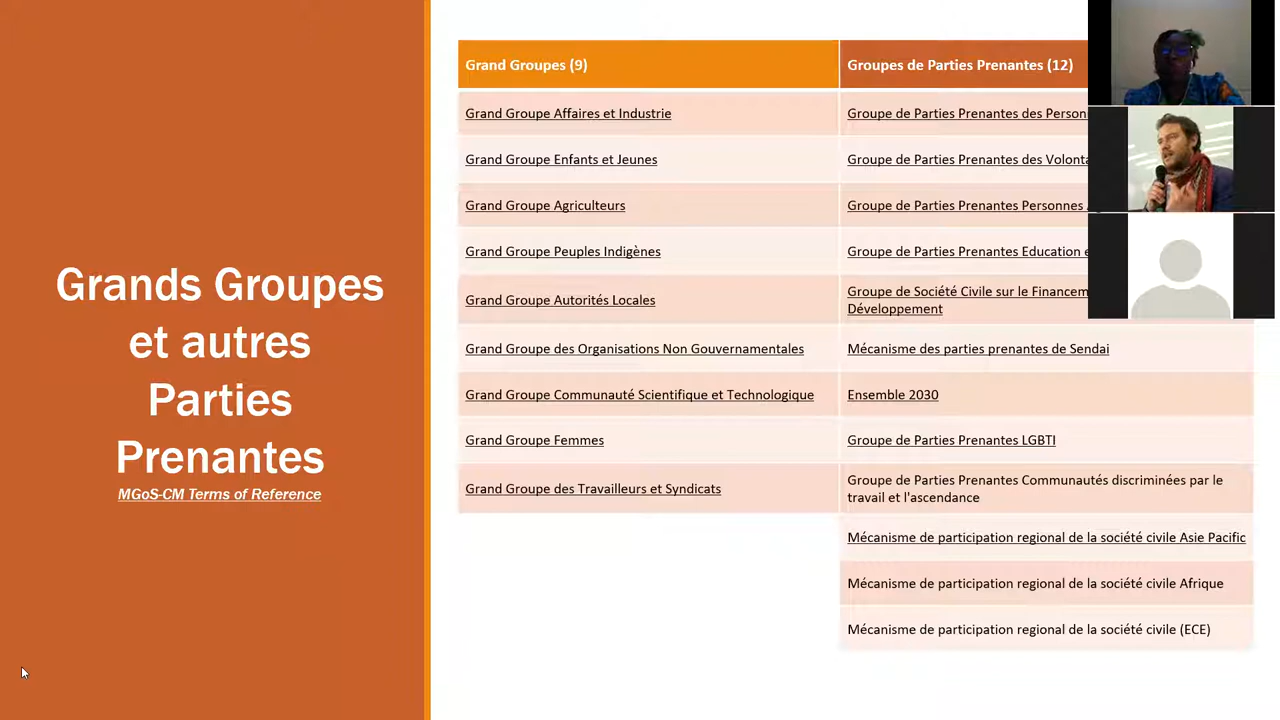 Grands Groupes
et autres
Parties
Prenantes
MGoS-CM Terms of Reference
Grand Groupes (9)
Groupes de Parties Prenantes (12)
Grand Groupe Affaires et Industrie
Groupe de Parties Prenantes des
Grand Groupe Enfants et Jeunes
Groupe de Parties Prenantes des
Grand Groupe Agriculteurs
Groupe de Parties Prenantes Personnes
Grand Groupe Peuples Indigènes
Groupe de Parties Prenantes Education
Grand Groupe Autorités Locales
Groupe de Société Civile sur le
Développement
Grand Groupe des Organisations Non Gouvernamentales
Mécanisme des parties prenantes de Sendai
Grand Groupe Communauté Scientifique et Technologique
Ensemble 2030
Grand Groupe Femmes
Groupe de Parties Prenantes LGBTI
Grand Groupe des Travailleurs et Syndicats
Groupe de Parties Prenantes Communautés discriminées par le
travail et l'ascendance
Mécanisme de participation regional de la société civile Asie Pacific
Mécanisme de participation regional de la société civile Afrique
Mécanisme de participation regional de la société civile (ECE)